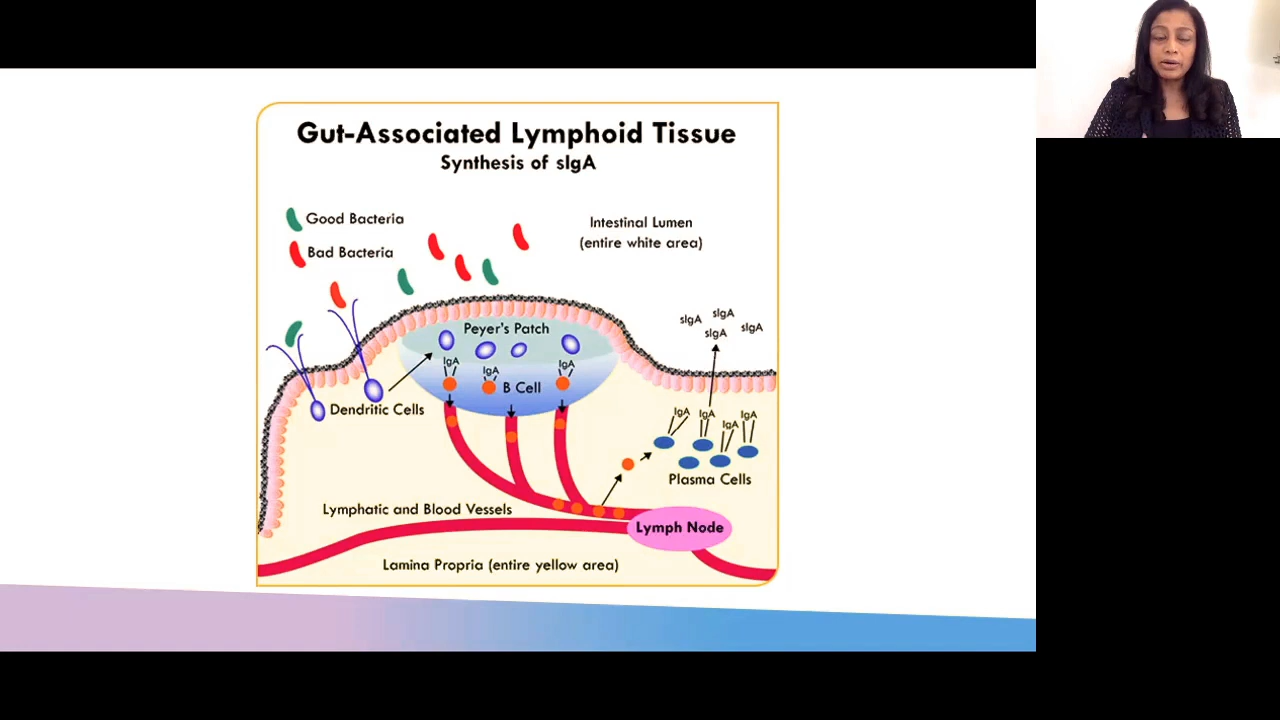 Gut-Associated Lymphoid Tissue
Synthesis of sIgA
Good Bacteria
Bad Bacteria
Intestinal Lumen
(entire white area)
Peyer's Patch
IgA
IgA
IgA
B Cell
Dendritic Cells
sIgA
sIgA
sIgA
sIgA
IgA
IgA
IgA
IgA
Plasma Cells
Lymphatic and Blood Vessels
Lymph Node
Lamina Propria (entire yellow area)